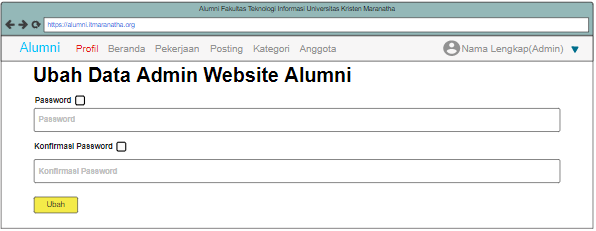 Alumni Fakultas Teknologi Informasi Universitas Kristen Maranatha
https://alumni.itmaranatha.org
Alumni Profil Beranda Pekerjaan Posting Kategori Anggota Nama Lengkap(Admin)
Ubah Data Admin Website Alumni
Password
Password
Konfirmasi Password
Konfirmasi Password
Ubah